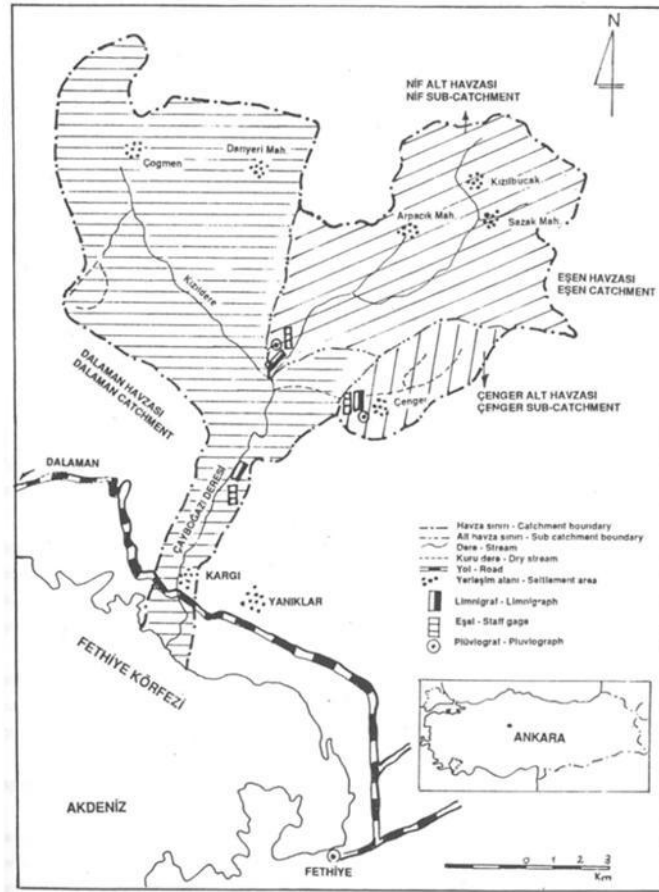 N
NİF ALT HAVZASI
NİF SUB-CATCHMENT
Çogmen
Darıyeri Mah.
Kızılbucak
Arpacık Mah.
Sazak Mah.
Kızıldere
EŞEN HAVZASI
EŞEN CATCHMENT
DALAMAN HAVZASI
DALAMAN CATCHMENT
Çenger
ÇENGER ALT HAVZASI
ÇENGER SUB-CATCHMENT
DALAMAN
ÇAYBOĞAZI DERESİ
KARGI
YANIKLAR
FETHİYE KÖRFEZİ
AKDENİZ
FETHİYE
Havza sınırı - Catchment boundary
Alt havza sınırı - Sub catchment boundary
Dere - Stream
Kuru dere - Dry stream
Yol - Road
Yerleşim alanı - Settlement area
Limnigraf - Limnigraph
Eşel - Staff gage
Plüviograf - Pluviograph
ANKARA
0 1 2 3
Km